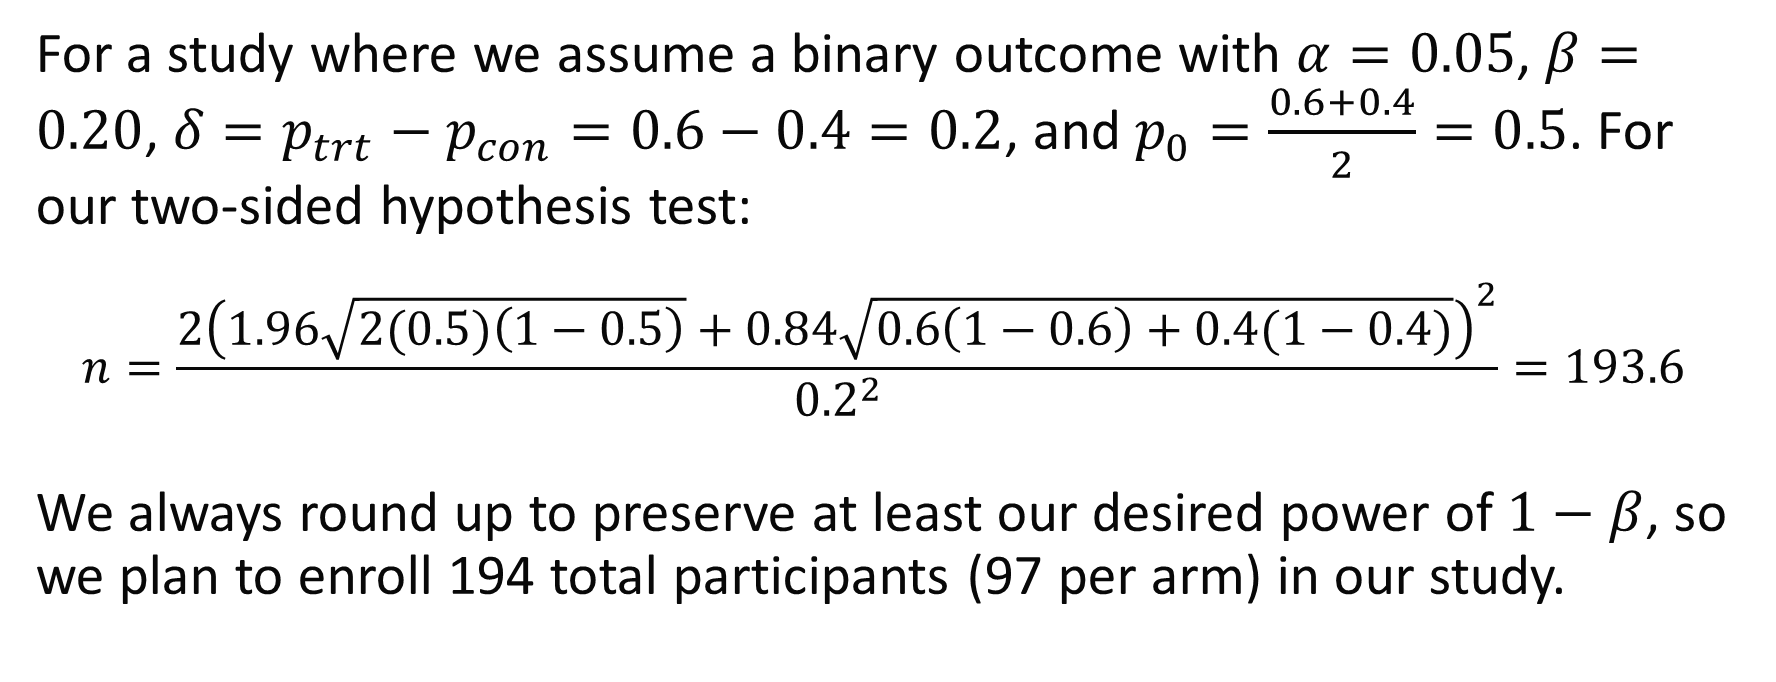 For a study where we assume a binary outcome with α = 0.05, β =
0.20, δ = p_trt − p_con = 0.6 − 0.4 = 0.2, and p₀ = (0.6+0.4)/2 = 0.5. For
our two-sided hypothesis test:
n = 2(1.96√(2(0.5)(1 − 0.5)) + 0.84√(0.6(1 − 0.6) + 0.4(1 − 0.4)))² / 0.2² = 193.6
We always round up to preserve at least our desired power of 1 − β, so
we plan to enroll 194 total participants (97 per arm) in our study.